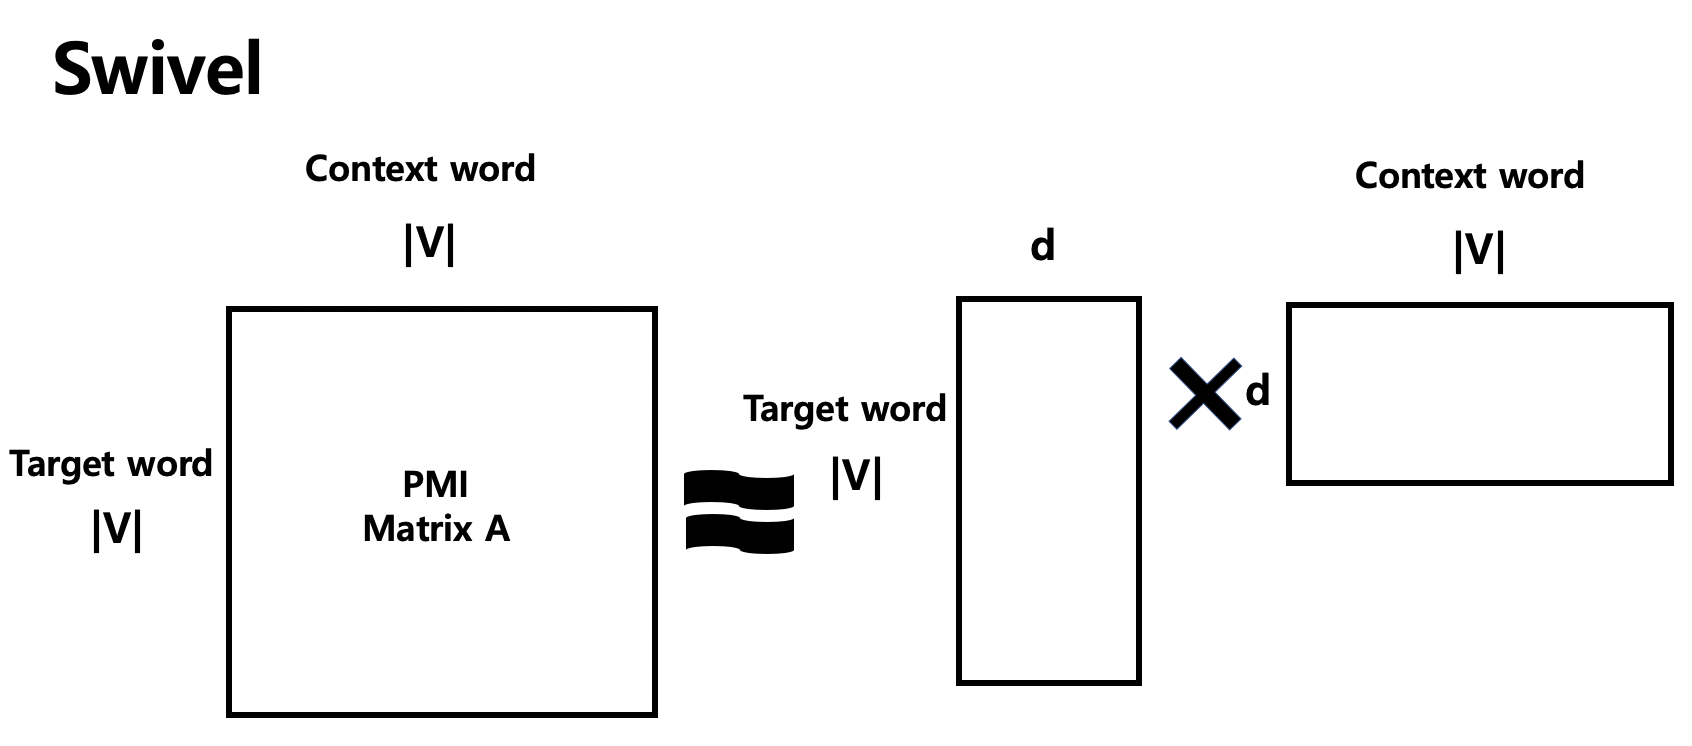 Swivel
Context word
|V|
Target word
|V|
PMI
Matrix A
d
Target word
|V|
d
Context word
|V|